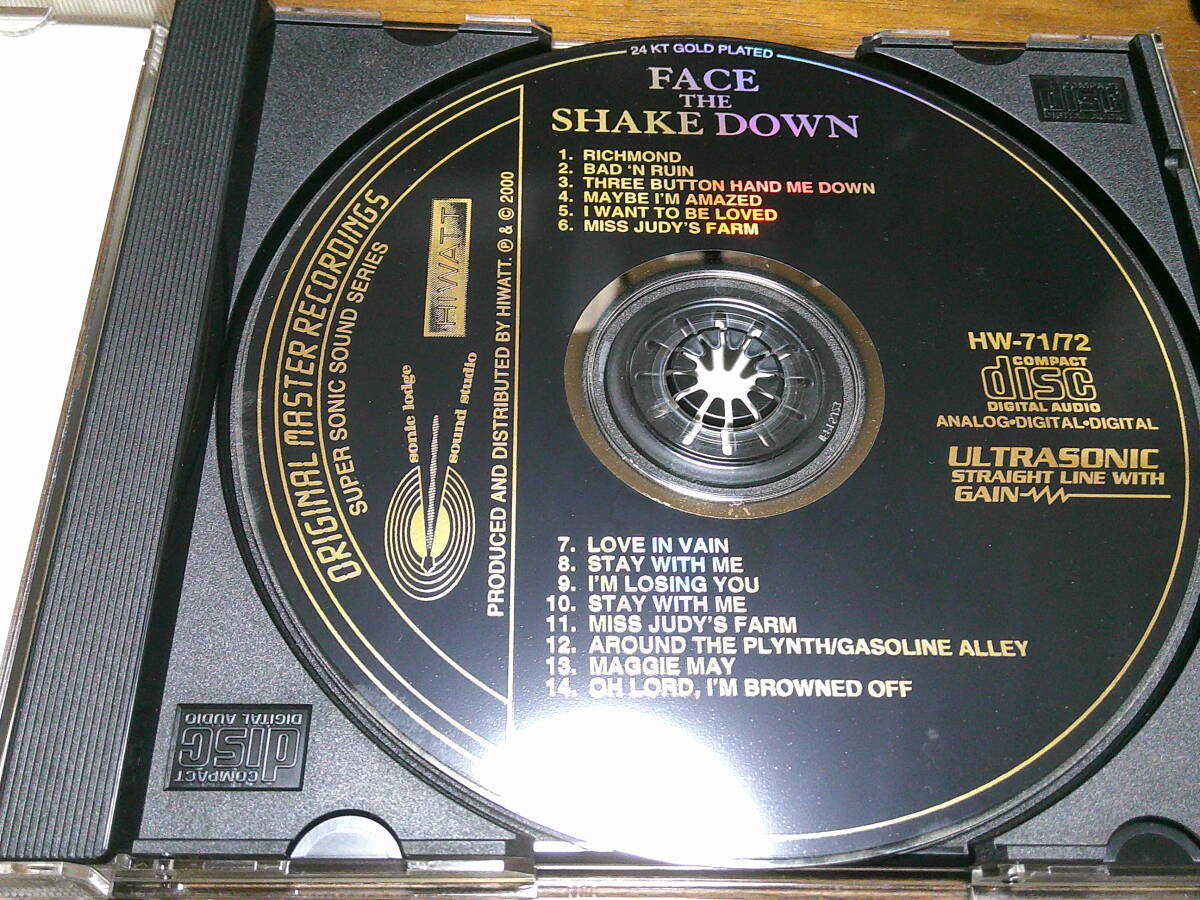 24 KT GOLD PLATED
FACE
THE
SHAKE DOWN
1. RICHMOND
2. BAD 'N RUIN
3. THREE BUTTON HAND ME DOWN
4. MAYBE I'M AMAZED
5. I WANT TO BE LOVED
6. MISS JUDY'S FARM
ORIGINAL MASTER RECORDINGS
SUPER SONIC SOUND SERIES
HIWATT
sonic lodge
sound studio
PRODUCED AND DISTRIBUTED BY HIWATT. ℗ & © 2000
HW-71/72
COMPACT
disc
DIGITAL AUDIO
ANALOG•DIGITAL•DIGITAL
ULTRASONIC
STRAIGHT LINE WITH
GAIN
7. LOVE IN VAIN
8. STAY WITH ME
9. I'M LOSING YOU
10. STAY WITH ME
11. MISS JUDY'S FARM
12. AROUND THE PLYNTH/GASOLINE ALLEY
13. MAGGIE MAY
14. OH LORD, I'M BROWNED OFF
COMPACT
disc
DIGITAL AUDIO
COMPACT
disc
DIGITAL AUDIO